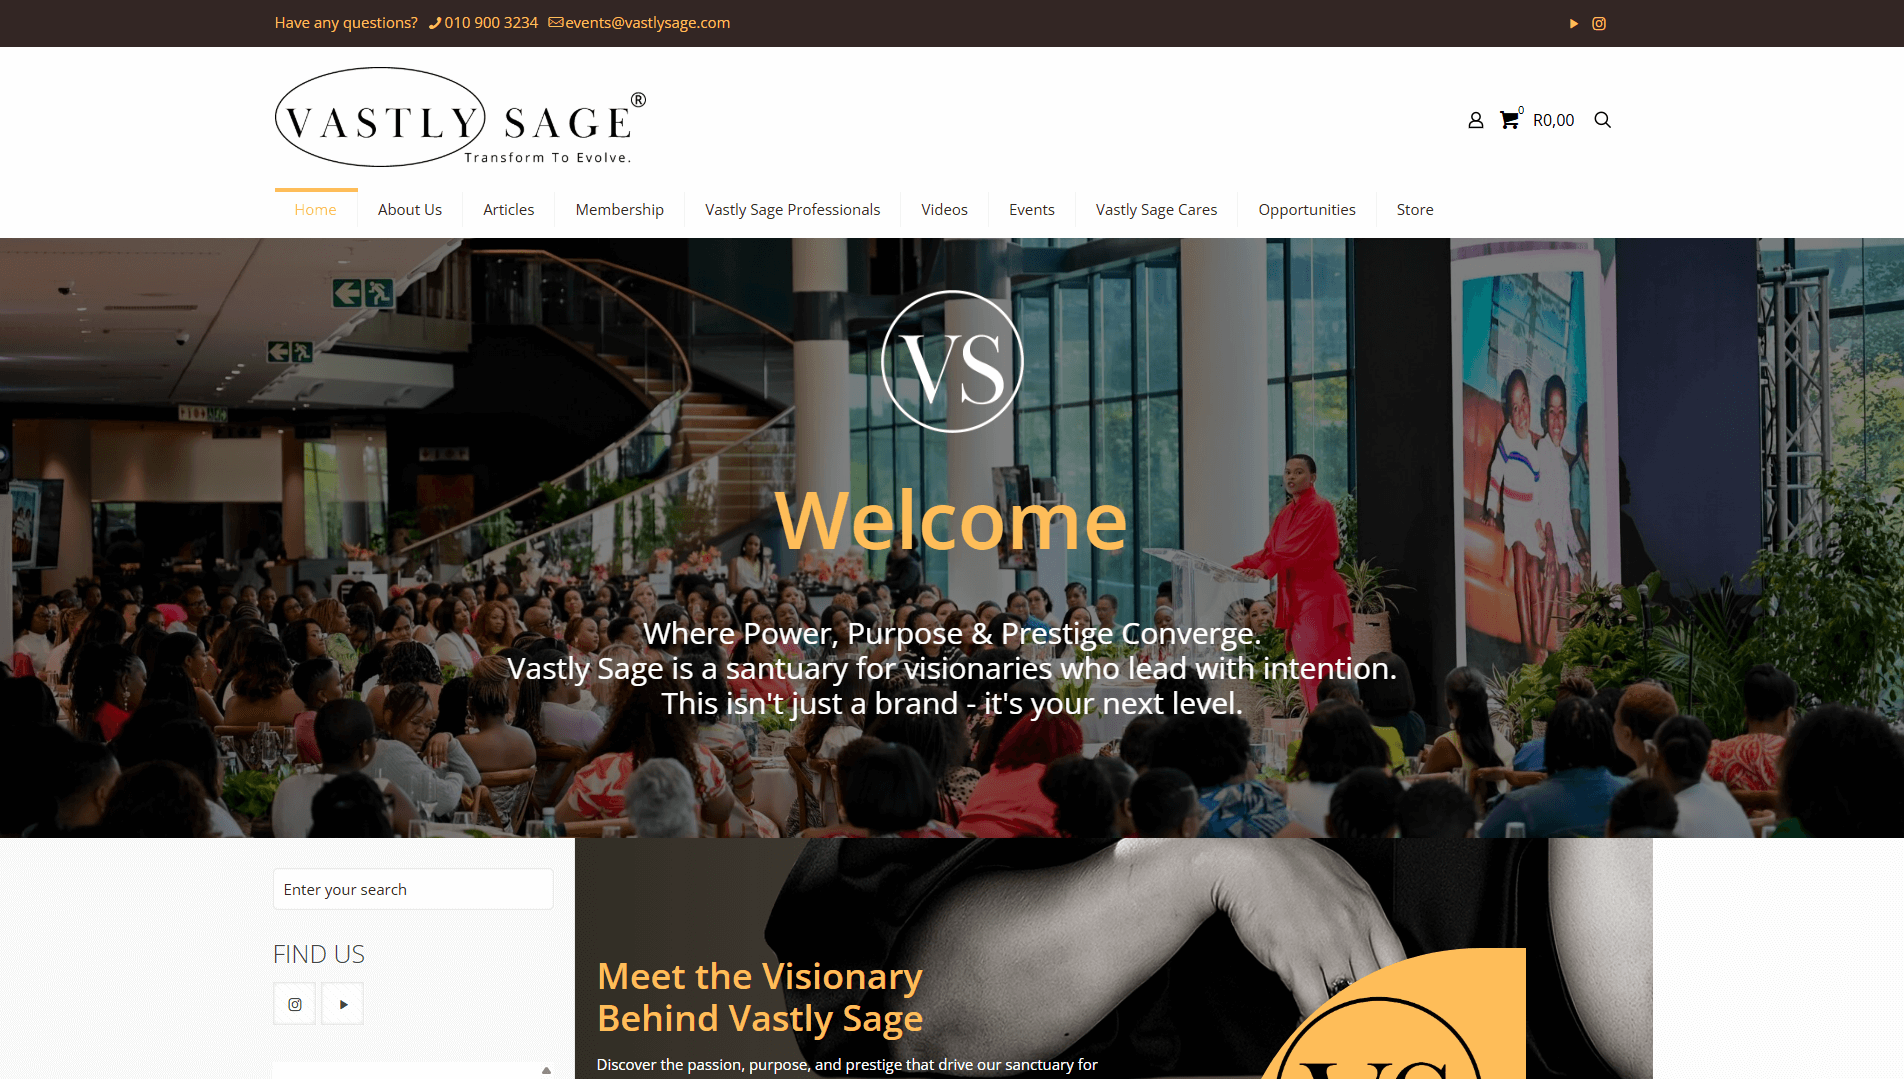 Have any questions? 010 900 3234 events@vastlysage.com
VASTLY SAGE®
Transform To Evolve.
0
R0,00
Home About Us Articles Membership Vastly Sage Professionals Videos Events Vastly Sage Cares Opportunities Store
VS
Welcome
Where Power, Purpose & Prestige Converge.
Vastly Sage is a santuary for visionaries who lead with intention.
This isn't just a brand - it's your next level.
Enter your search
FIND US
Meet the Visionary
Behind Vastly Sage
Discover the passion, purpose, and prestige that drive our sanctuary for
VS